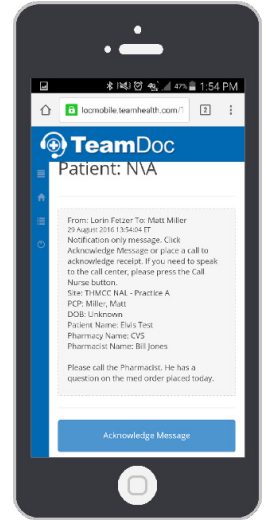 47% 1:54 PM
locmobile.teamhealth.com/T 2
TeamDoc
Patient: N\A
From: Lorin Fetzer To: Matt Miller
29 August 2016 13:54:04 ET
Notification only message. Click
Acknowledge Message or place a call to
acknowledge receipt. If you need to speak
to the call center, please press the Call
Nurse button.
Site: THMCC NAL - Practice A
PCP: Miller, Matt
DOB: Unknown
Patient Name: Elvis Test
Pharmacy Name: CVS
Pharmacist Name: Bill Jones
Please call the Pharmacist. He has a
question on the med order placed today.
Acknowledge Message